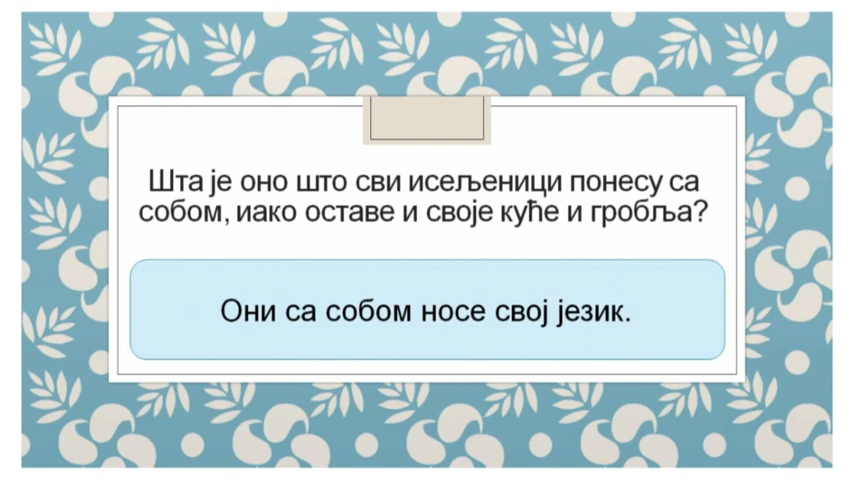 Шта је оно што сви исељеници понесу са
собом, иако оставе и своје куће и гробља?
Они са собом носе свој језик.